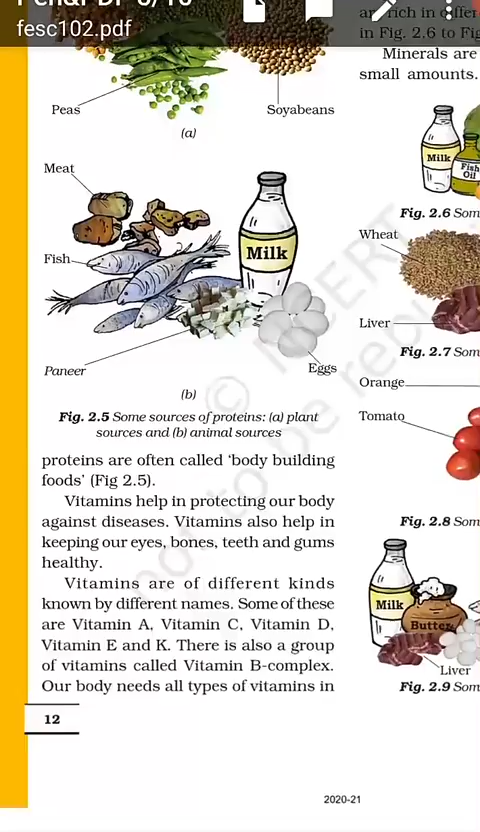 fesc102.pdf
Peas
Soyabeans
(a)
Meat
Milk
Fish
Paneer
Eggs
(b)
Fig. 2.5 Some sources of proteins: (a) plant
sources and (b) animal sources
proteins are often called 'body building
foods' (Fig 2.5).
Vitamins help in protecting our body
against diseases. Vitamins also help in
keeping our eyes, bones, teeth and gums
healthy.
Vitamins are of different kinds
known by different names. Some of these
are Vitamin A, Vitamin C, Vitamin D,
Vitamin E and K. There is also a group
of vitamins called Vitamin B-complex.
Our body needs all types of vitamins in
12
rich in
in Fig. 2.6 to
Minerals are
small amounts.
Milk
Fish
Oil
Fig. 2.6 Som
Wheat
Liver
Fig. 2.7 Som
Orange
Tomato
Fig. 2.8 Som
Milk
Butter
Liver
Fig. 2.9 Som
2020-21